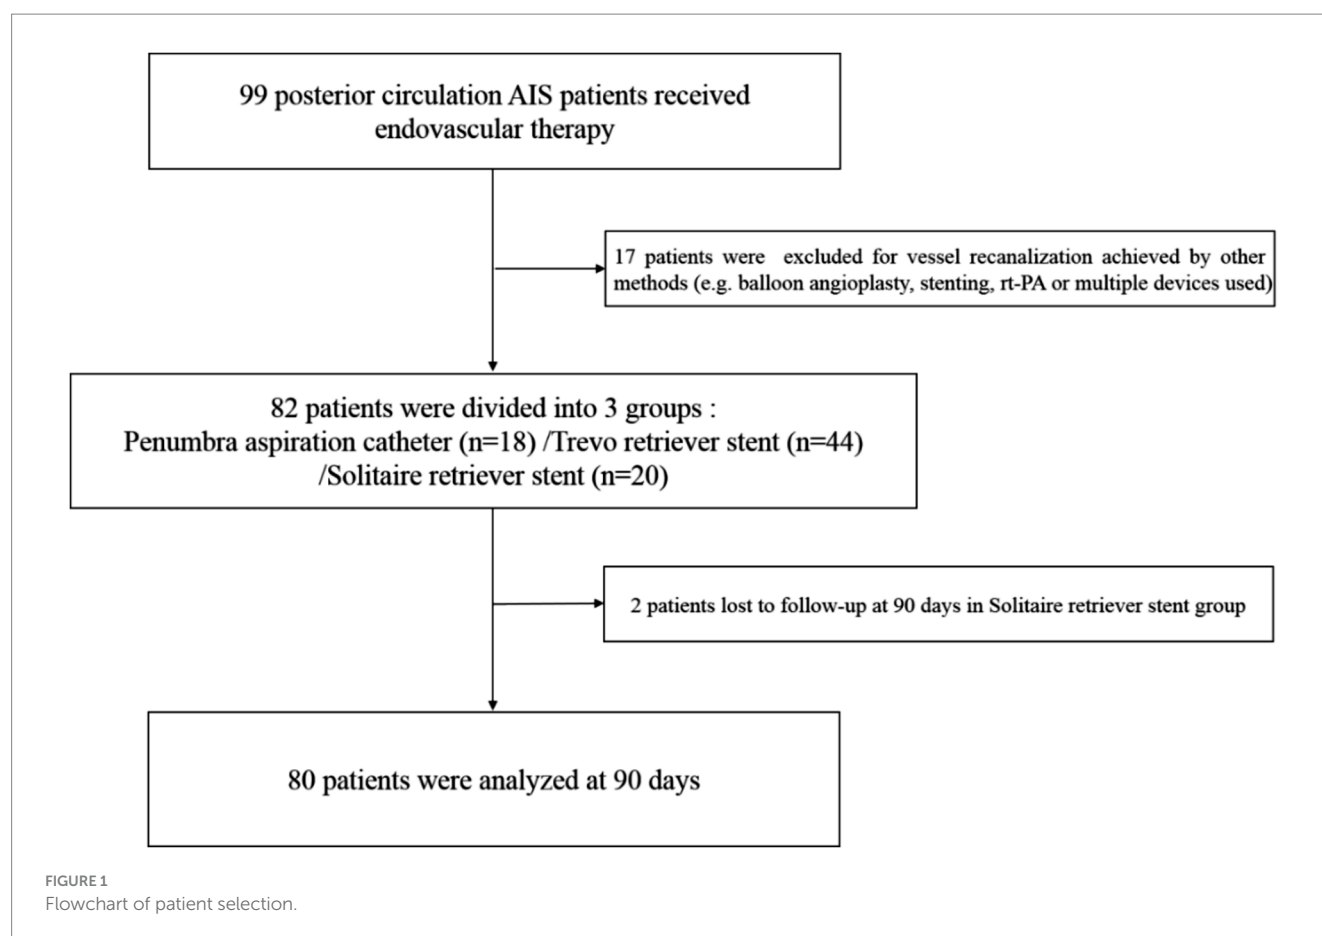 99 posterior circulation AIS patients received
endovascular therapy
17 patients were excluded for vessel recanalization achieved by other
methods (e.g. balloon angioplasty, stenting, rt-PA or multiple devices used)
82 patients were divided into 3 groups :
Penumbra aspiration catheter (n=18) /Trevo retriever stent (n=44)
/Solitaire retriever stent (n=20)
2 patients lost to follow-up at 90 days in Solitaire retriever stent group
80 patients were analyzed at 90 days
FIGURE 1
Flowchart of patient selection.